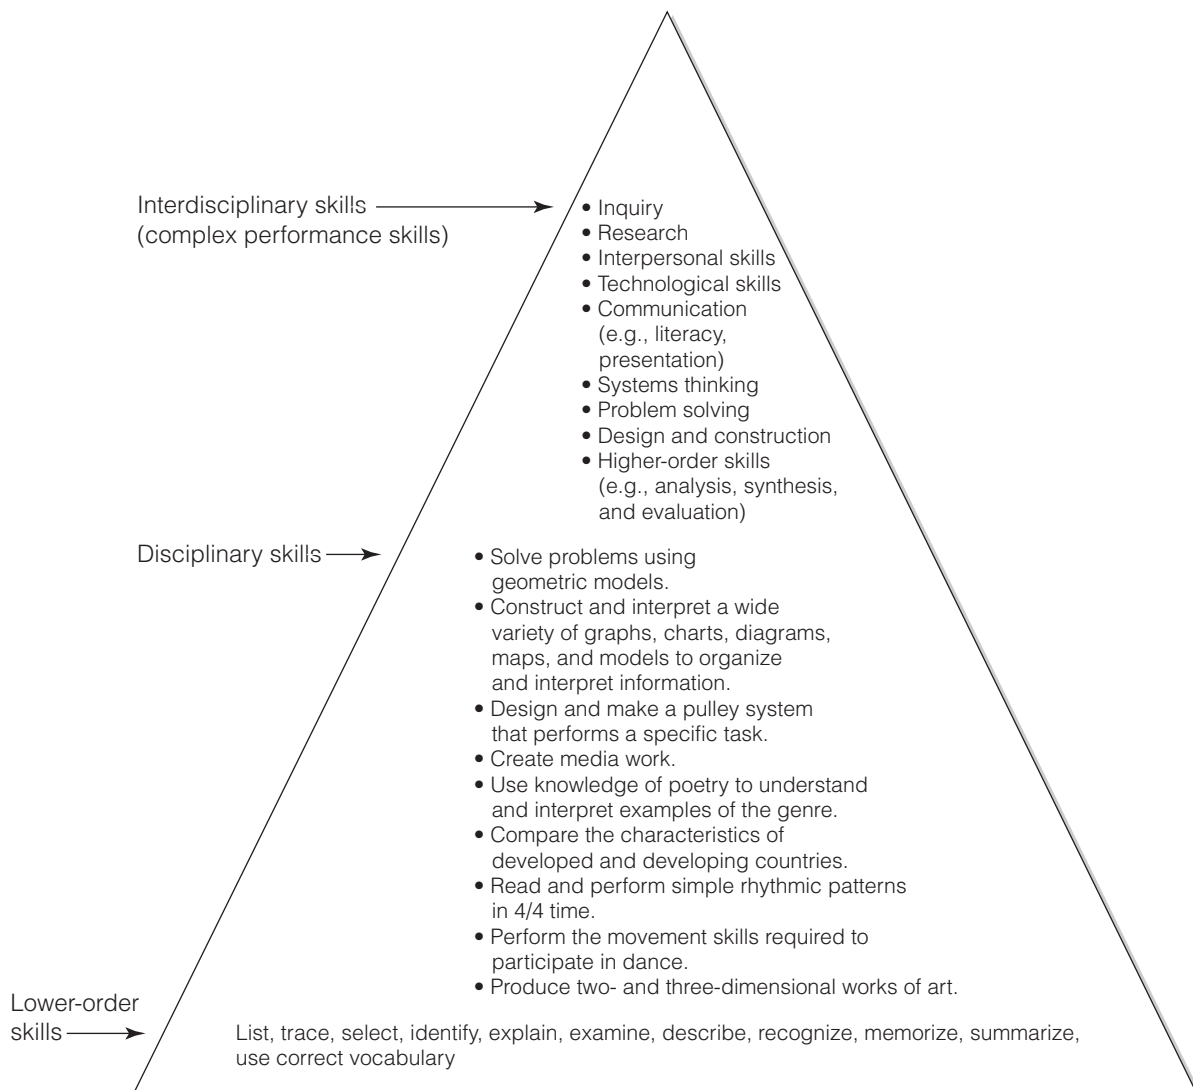 Interdisciplinary skills
(complex performance skills)
• Inquiry
• Research
• Interpersonal skills
• Technological skills
• Communication
(e.g., literacy,
presentation)
• Systems thinking
• Problem solving
• Design and construction
• Higher-order skills
(e.g., analysis, synthesis,
and evaluation)
Disciplinary skills
• Solve problems using
geometric models.
• Construct and interpret a wide
variety of graphs, charts, diagrams,
maps, and models to organize
and interpret information.
• Design and make a pulley system
that performs a specific task.
• Create media work.
• Use knowledge of poetry to understand
and interpret examples of the genre.
• Compare the characteristics of
developed and developing countries.
• Read and perform simple rhythmic patterns
in 4/4 time.
• Perform the movement skills required to
participate in dance.
• Produce two- and three-dimensional works of art.
Lower-order
skills
List, trace, select, identify, explain, examine, describe, recognize, memorize, summarize,
use correct vocabulary